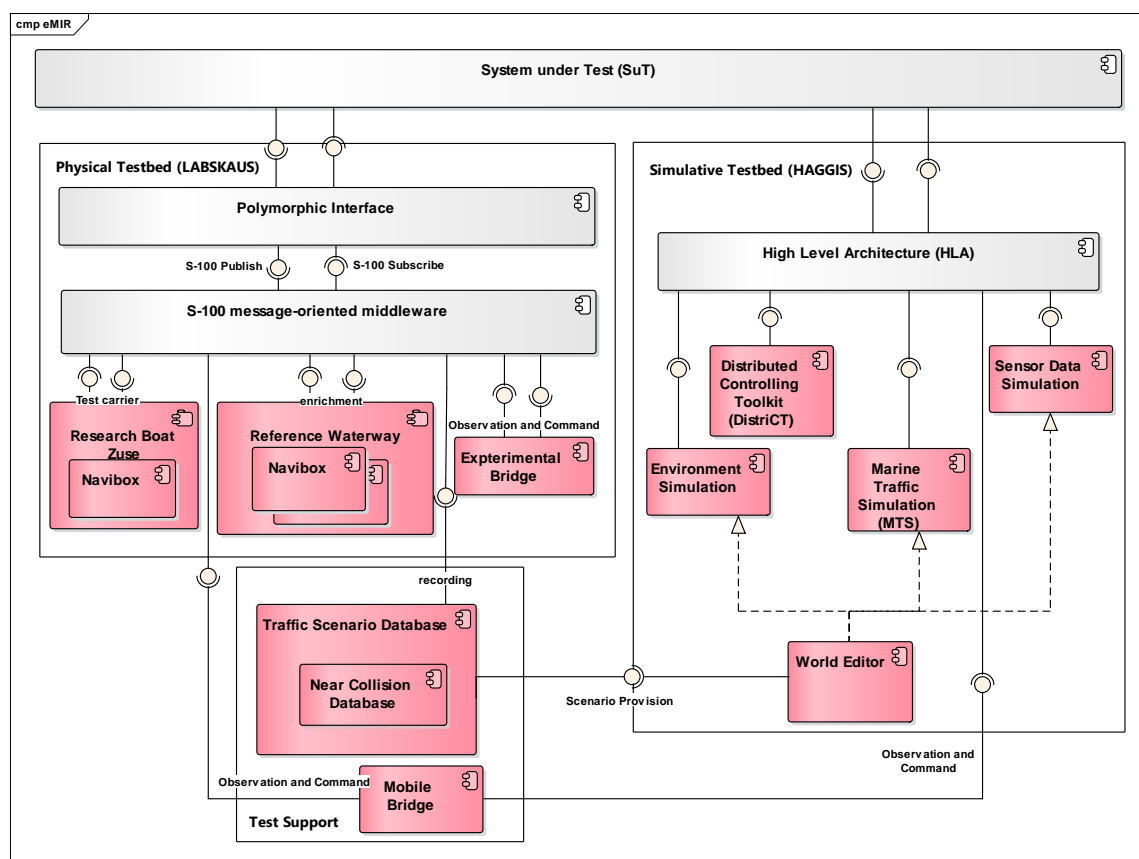 cmp eMIR
System under Test (SuT)
Physical Testbed (LABSKAUS)
Polymorphic Interface
S-100 Publish
S-100 Subscribe
S-100 message-oriented middleware
Test carrier
enrichment
Observation and Command
Research Boat
Zuse
Navibox
Reference Waterway
Navibox
Expterimental
Bridge
Simulative Testbed (HAGGIS)
High Level Architecture (HLA)
Distributed
Controlling
Toolkit
(DistriCT)
Sensor Data
Simulation
Environment
Simulation
Marine
Traffic
Simulation
(MTS)
World Editor
recording
Traffic Scenario Database
Near Collision
Database
Scenario Provision
Observation and
Command
Observation and Command
Mobile
Bridge
Test Support